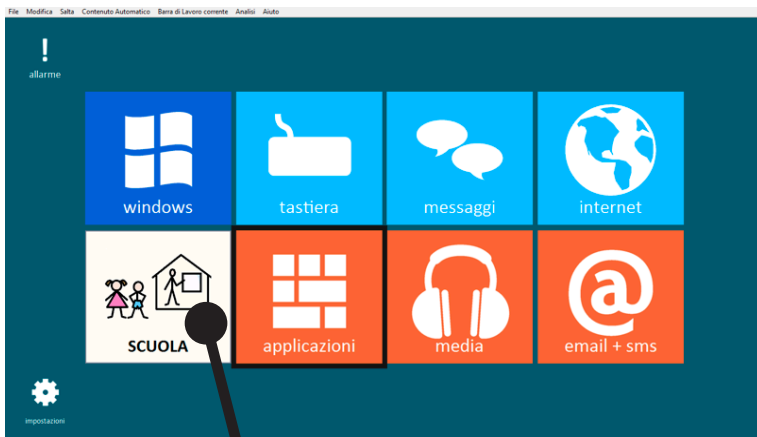 File Modifica Salta Contenuto Automatico Barra di Lavoro corrente Analisi Aiuto
!
allarme
windows
tastiera
messaggi
internet
SCUOLA
applicazioni
media
@
email + sms
impostazioni